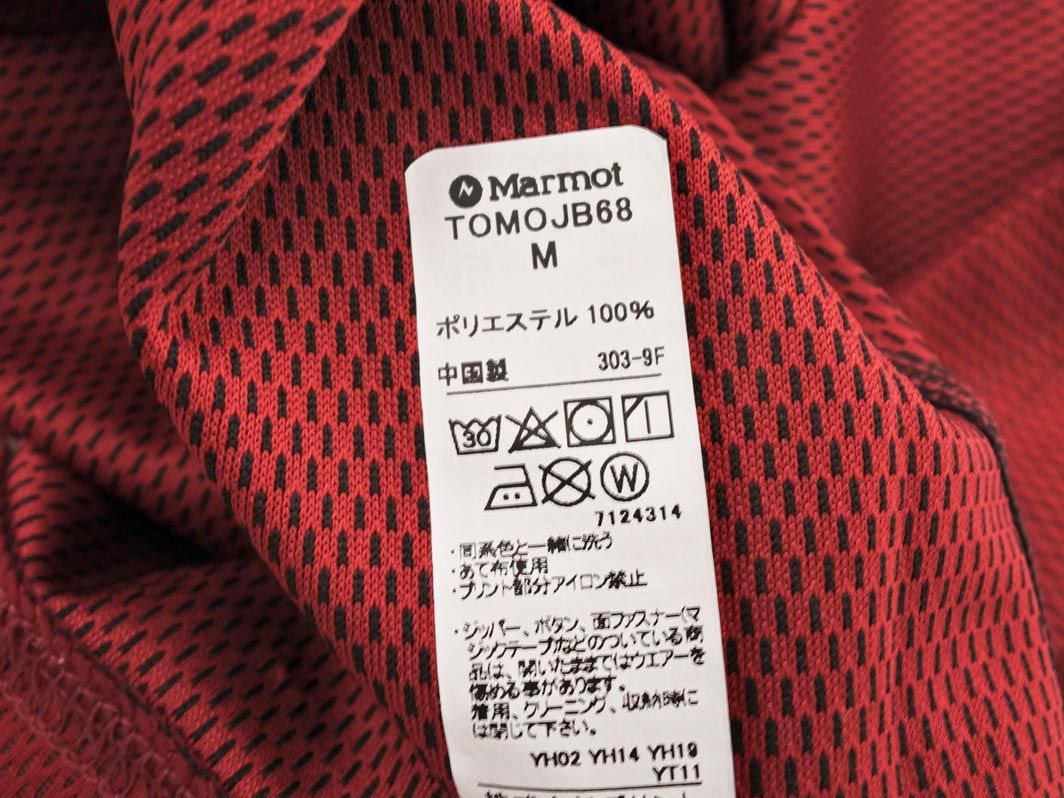 Marmot
TOMOJB68
M
ポリエステル 100%
中国製 303-9F
30
W
7124314
・同系色と一緒に洗う
・あて布使用
・プリント部分アイロン禁止
・ジッパー、ボタン、面ファスナー(マ
ジックテープ)などのついている商
品は、開いたままではウエアーを
傷める事があります。
着用、クリーニング、収納時に
は閉じて下さい。
YH02 YH14 YH19
YT11